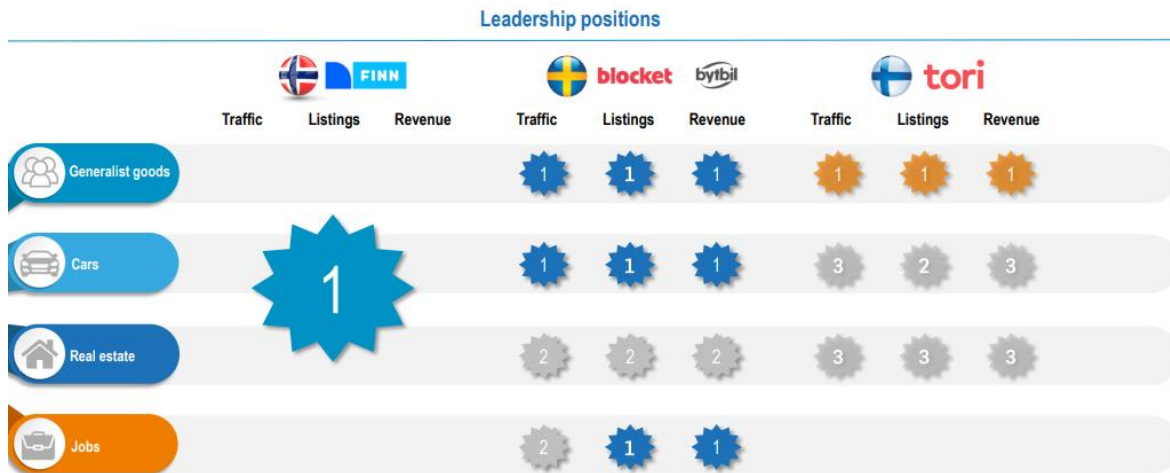 Leadership positions
FINN blocket bytbil tori
Traffic Listings Revenue Traffic Listings Revenue Traffic Listings Revenue
Generalist goods 1 1 1 1 1 1
Cars 1 1 1 3 2 3
1
Real estate 2 2 2 3 3 3
Jobs 2 1 1